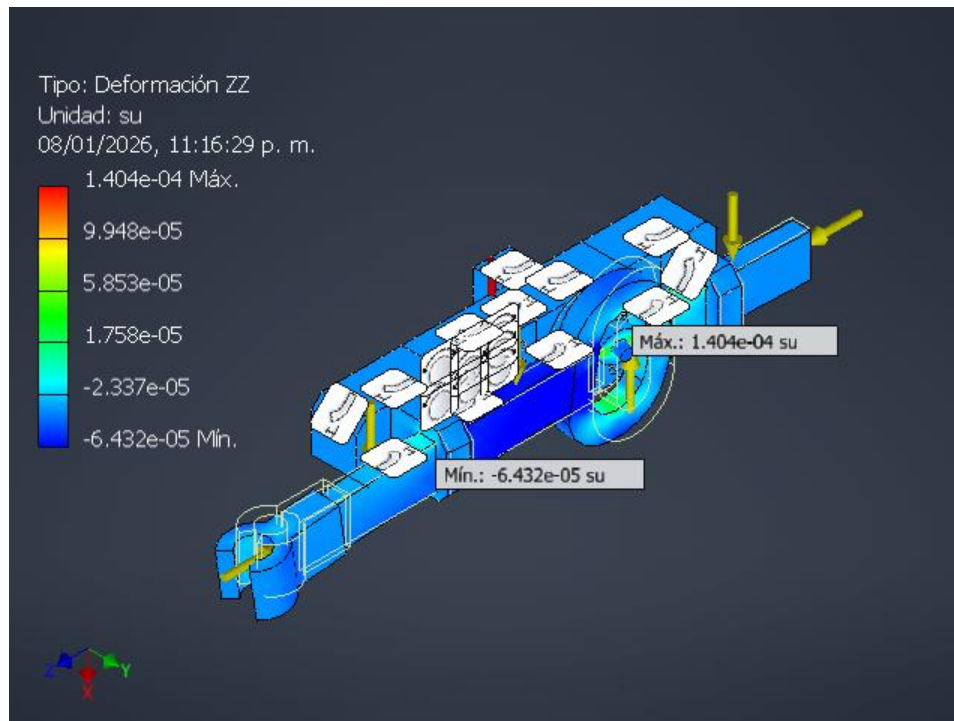 Tipo: Deformación ZZ
Unidad: su
08/01/2026, 11:16:29 p. m.
1.404e-04 Máx.
9.948e-05
5.853e-05
1.758e-05
-2.337e-05
-6.432e-05 Mín.
Máx.: 1.404e-04 su
Mín.: -6.432e-05 su
Z
Y
X